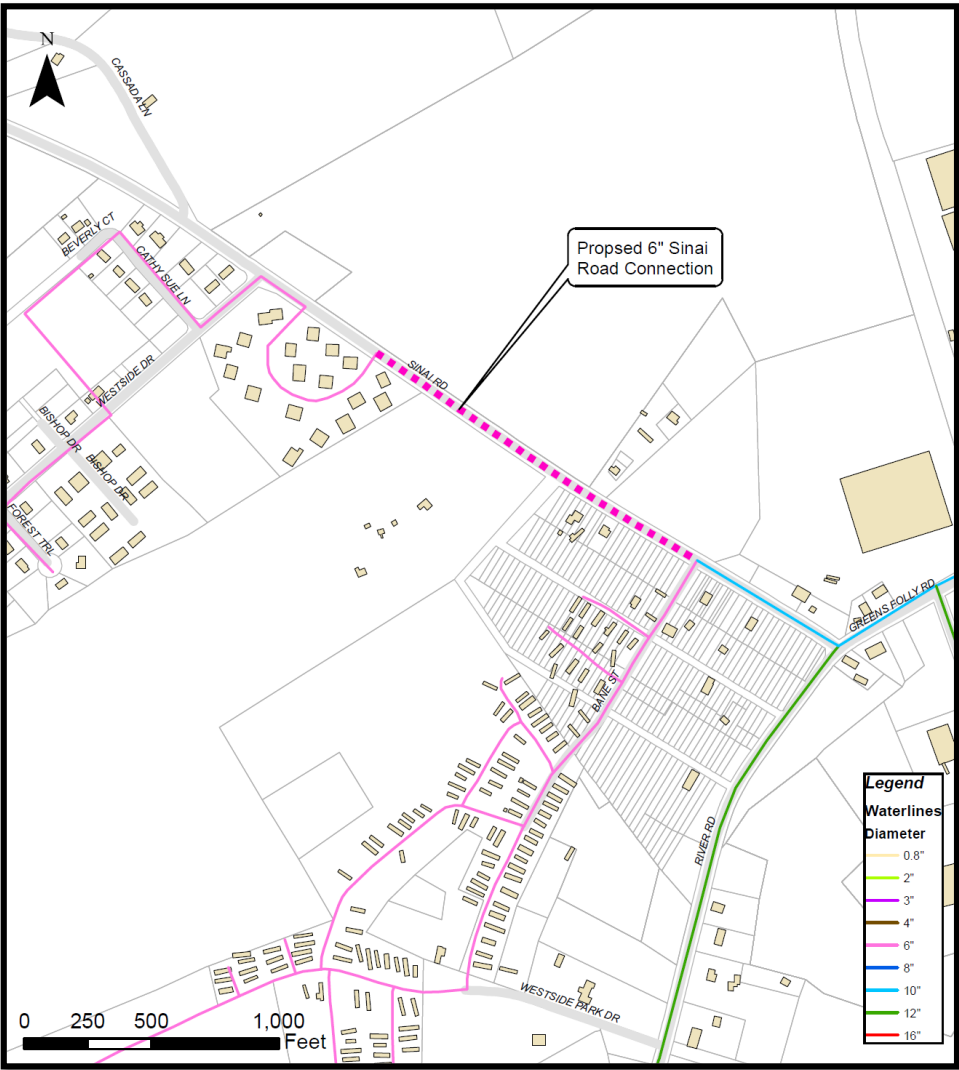 N
CASSADA LN
BEVERLY CT
CATHY SUE LN
Propsed 6" Sinai
Road Connection
WESTSIDE DR
SINAI RD
BISHOP DR
BISHOP DR
FOREST TRL
GREENS FOLLY RD
BANE ST
RIVER RD
WESTSIDE PARK DR
Legend
Waterlines
Diameter
0.8"
2"
3"
4"
6"
8"
10"
12"
16"
0 250 500 1,000
Feet